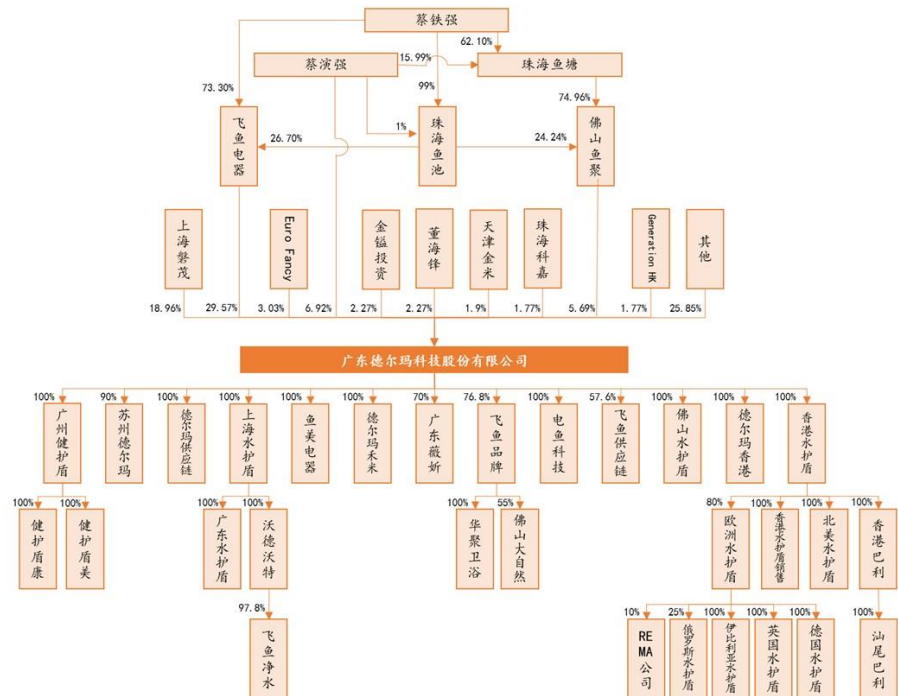 蔡铁强
62.10%
蔡演强
15.99%
珠海鱼塘
73.30%
99%
74.96%
飞鱼电器
26.70%
1%
珠海鱼池
24.24%
佛山鱼聚
上海磐茂
Euro Fancy
金镒投资
董海锋
天津金米
珠海科嘉
Generation HK
其他
18.96%
29.57%
3.03%
6.92%
2.27%
2.27%
1.9%
1.77%
5.69%
1.77%
25.85%
广东德尔玛科技股份有限公司
100%
90%
100%
100%
100%
100%
70%
76.8%
100%
57.6%
100%
100%
100%
广州健护盾
苏州德尔玛
德尔玛供应链
上海水护盾
鱼美电器
德尔玛禾米
广东薇妡
飞鱼品牌
电鱼科技
飞鱼供应链
佛山水护盾
德尔玛香港
香港水护盾
100%
100%
100%
100%
100%
55%
80%
100%
100%
100%
健护盾康
健护盾美
广东水护盾
沃德沃特
华聚卫浴
佛山大自然
欧洲水护盾
香港水护盾销售
北美水护盾
香港巴利
97.8%
10%
25%
100%
100%
100%
100%
飞鱼净水
REMA公司
俄罗斯水护盾
伊比利亚水护盾
英国水护盾
德国水护盾
汕尾巴利